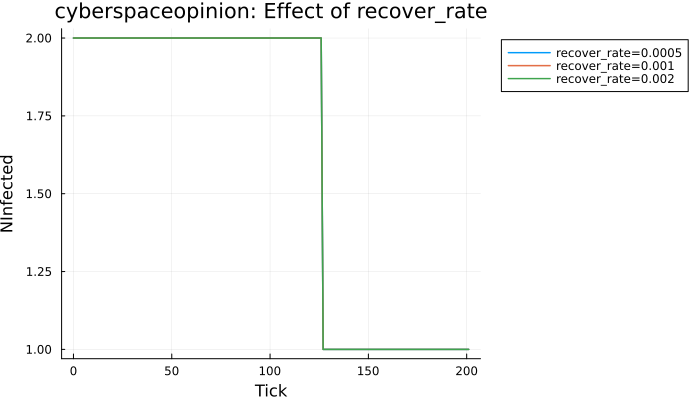 cyberspaceopinion: Effect of recover_rate
NInfected
2.00
1.75
1.50
1.25
1.00
0
50
100
150
200
Tick
recover_rate=0.0005
recover_rate=0.001
recover_rate=0.002